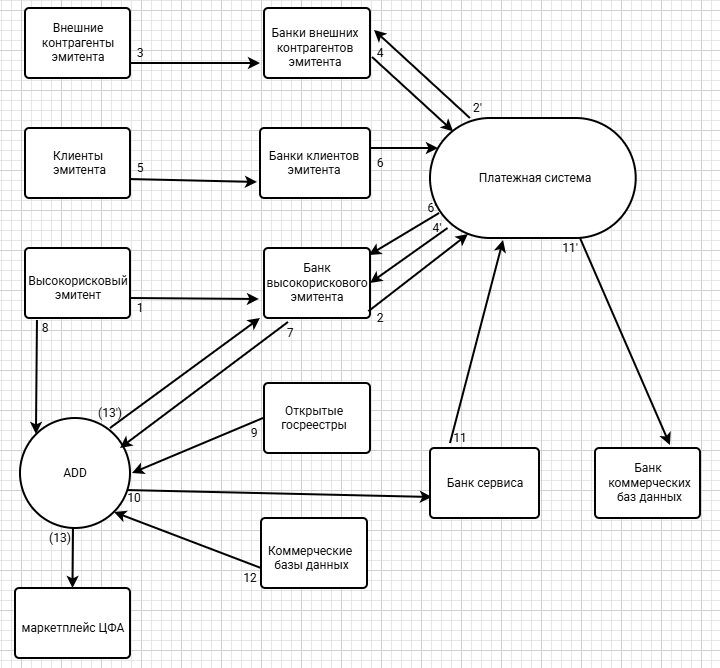 Внешние
контрагенты
эмитента
3
Банки внешних
контрагентов
эмитента
4
2'
Клиенты
эмитента
5
Банки клиентов
эмитента
6
Платежная система
6'
4'
11'
Высокорисковый
эмитент
1
8
Банк
высокорискового
эмитента
2
7
(13')
Открытые
госреестры
9
ADD
10
11
Банк сервиса
Банк
коммерческих
баз данных
(13)
Коммерческие
базы данных
12
маркетплейс ЦФА